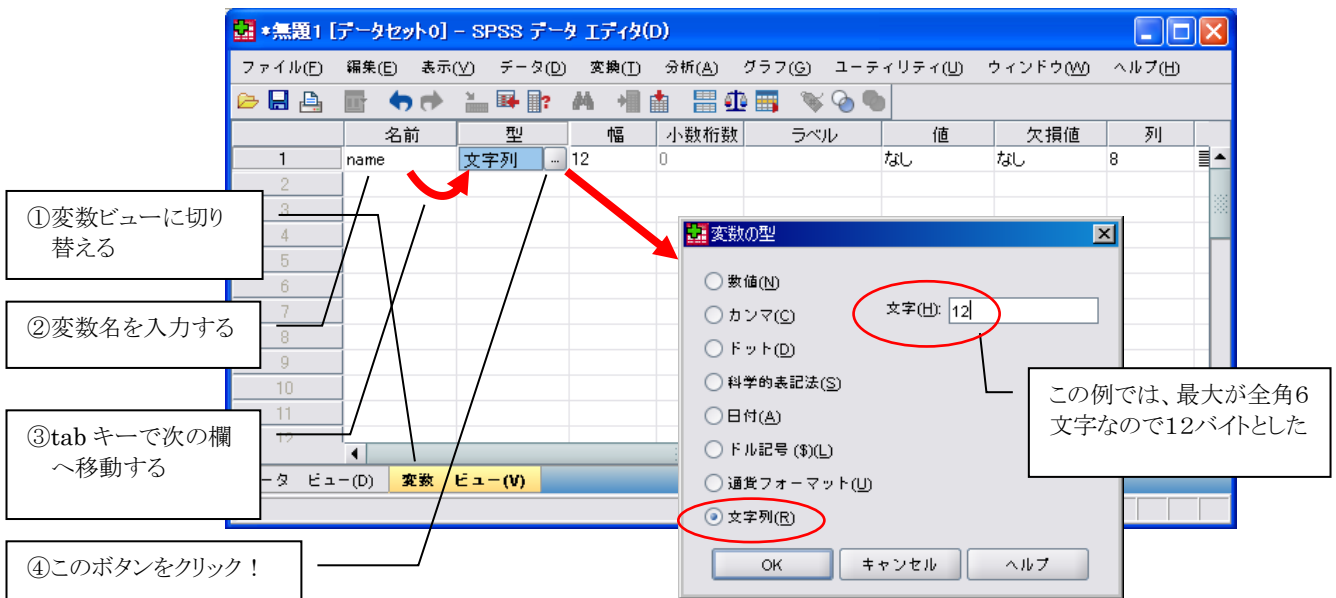 *無題1 [データセット0] - SPSS データ エディタ(D)
ファイル(F) 編集(E) 表示(V) データ(D) 変換(T) 分析(A) グラフ(G) ユーティリティ(U) ウィンドウ(W) ヘルプ(H)
名前 型 幅 小数桁数 ラベル 値 欠損値 列
1 name 文字列 ... 12 0 なし なし 8
2
3
4
5
6
7
8
9
10
11
12
ータ ビュー(D) 変数 ビュー(V)
①変数ビューに切り
替える
②変数名を入力する
③tab キーで次の欄
へ移動する
④このボタンをクリック！
変数の型
数値(N)
文字(H): 12
カンマ(C)
ドット(D)
科学的表記法(S)
日付(A)
ドル記号 ($)(L)
通貨フォーマット(U)
文字列(R)
OK キャンセル ヘルプ
この例では、最大が全角6
文字なので12バイトとした